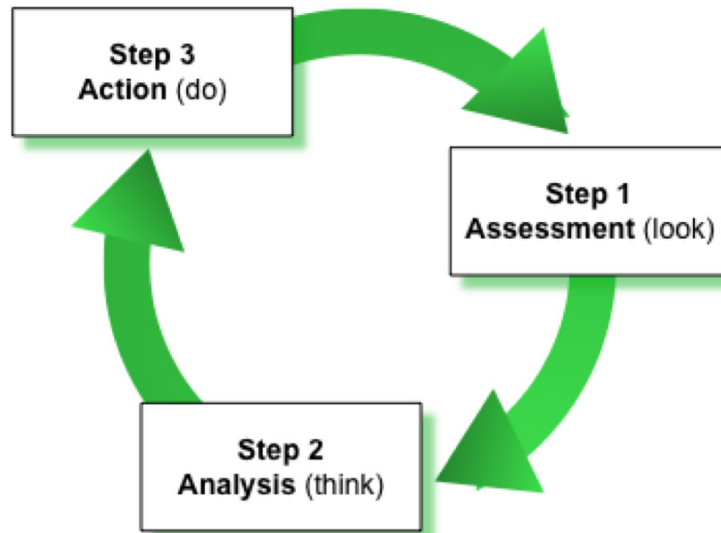 Step 3
Action (do)
Step 1
Assessment (look)
Step 2
Analysis (think)